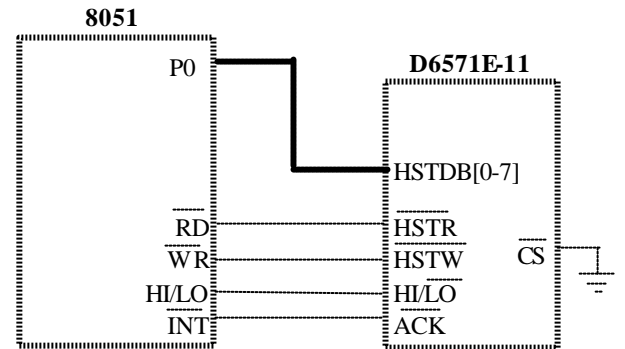 8051
P0
D6571E-11
HSTDB[0-7]
RD HSTR
WR HSTW CS
HI/LO HI/LO
INT ACK